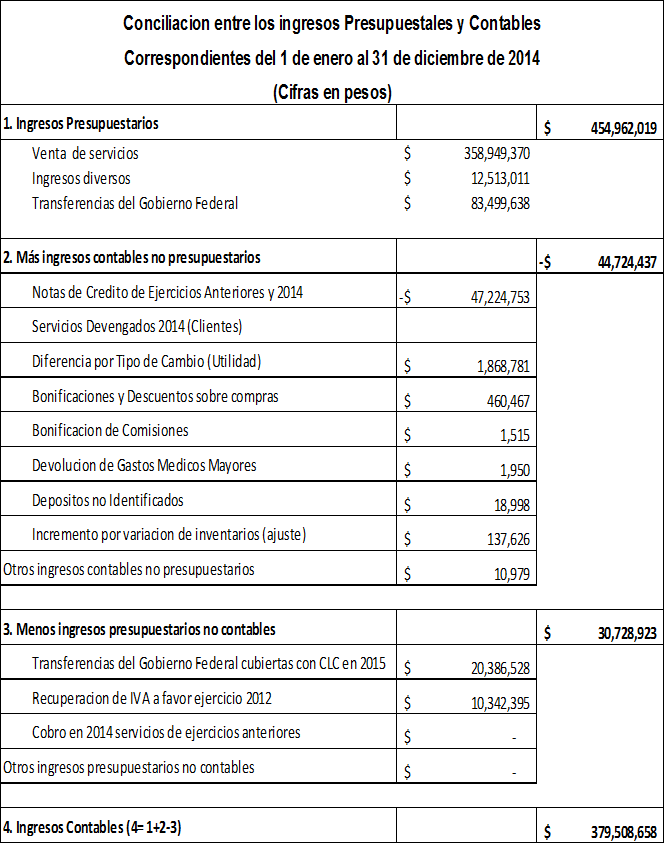 Conciliacion entre los ingresos Presupuestales y Contables
Correspondientes del 1 de enero al 31 de diciembre de 2014
(Cifras en pesos)
1. Ingresos Presupuestarios $ 454,962,019
Venta de servicios $ 358,949,370
Ingresos diversos $ 12,513,011
Transferencias del Gobierno Federal $ 83,499,638
2. Más ingresos contables no presupuestarios -$ 44,724,437
Notas de Credito de Ejercicios Anteriores y 2014 -$ 47,224,753
Servicios Devengados 2014 (Clientes)
Diferencia por Tipo de Cambio (Utilidad) $ 1,868,781
Bonificaciones y Descuentos sobre compras $ 460,467
Bonificacion de Comisiones $ 1,515
Devolucion de Gastos Medicos Mayores $ 1,950
Depositos no Identificados $ 18,998
Incremento por variacion de inventarios (ajuste) $ 137,626
Otros ingresos contables no presupuestarios $ 10,979
3. Menos ingresos presupuestarios no contables $ 30,728,923
Transferencias del Gobierno Federal cubiertas con CLC en 2015 $ 20,386,528
Recuperacion de IVA a favor ejercicio 2012 $ 10,342,395
Cobro en 2014 servicios de ejercicios anteriores $ -
Otros ingresos presupuestarios no contables $ -
4. Ingresos Contables (4= 1+2-3) $ 379,508,658